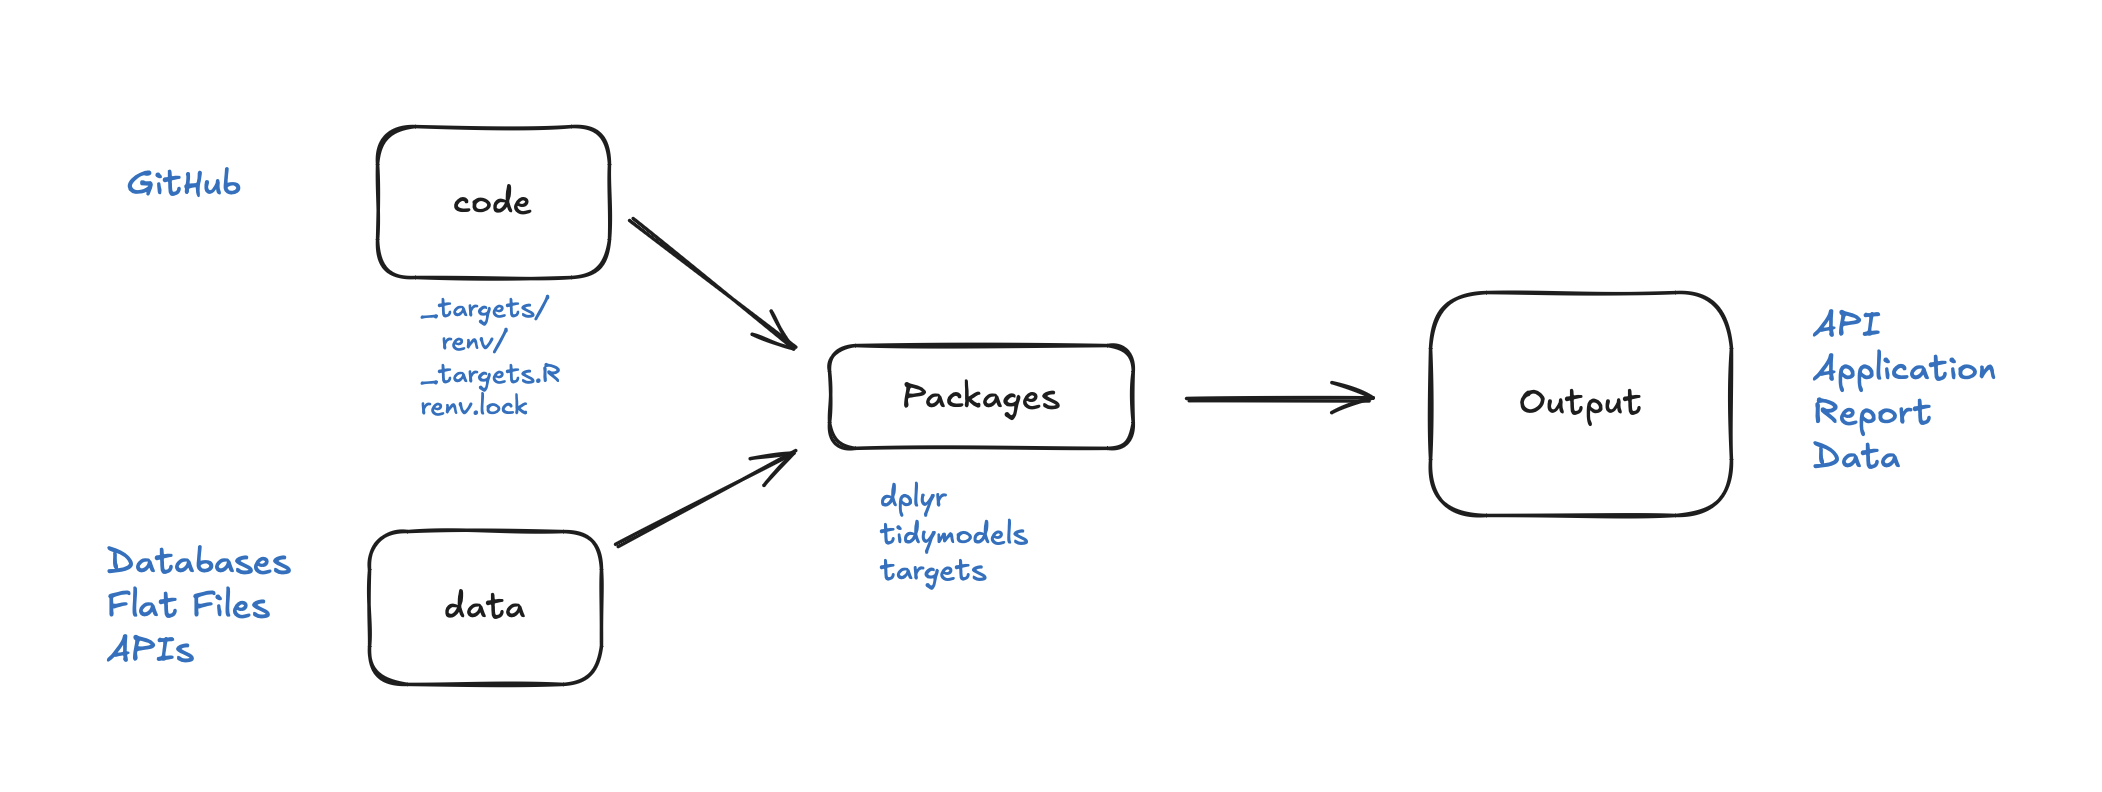 GitHub
code
_targets/
renv/
_targets.R
renv.lock
Databases
Flat Files
APIs
data
Packages
dplyr
tidymodels
targets
Output
API
Application
Report
Data